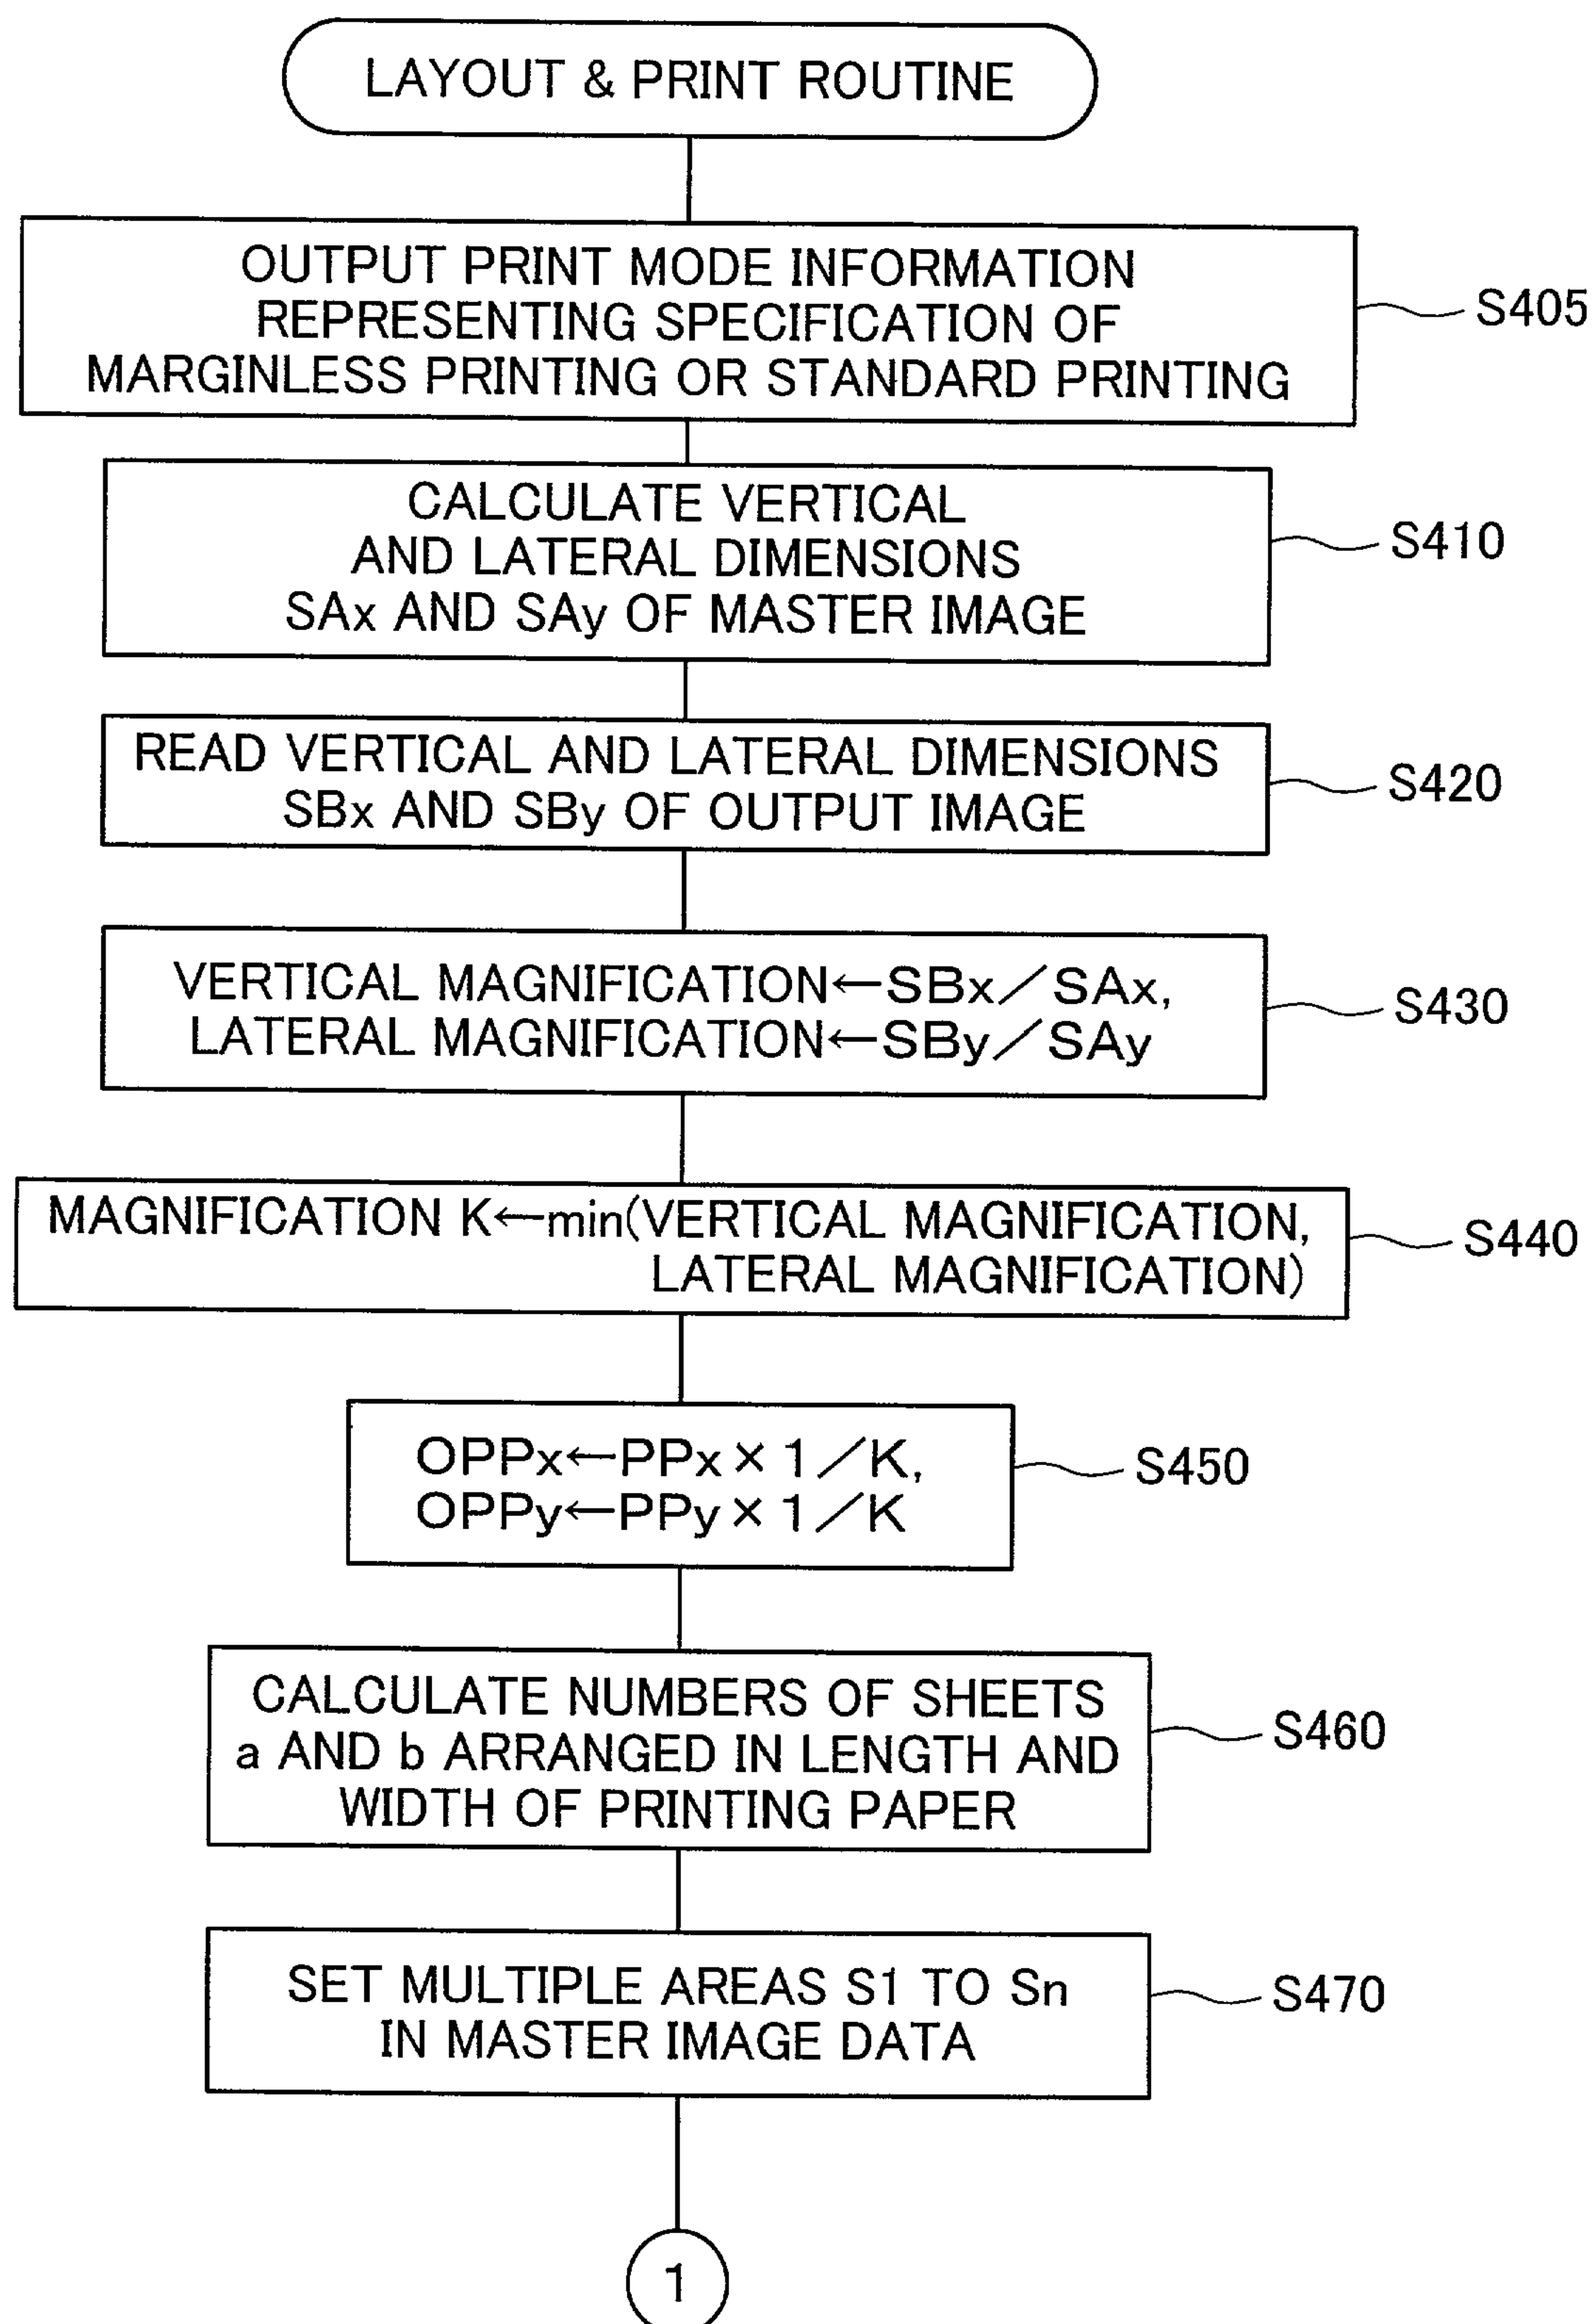 LAYOUT & PRINT ROUTINE
OUTPUT PRINT MODE INFORMATION
REPRESENTING SPECIFICATION OF
MARGINLESS PRINTING OR STANDARD PRINTING
S405
CALCULATE VERTICAL
AND LATERAL DIMENSIONS
SAx AND SAy OF MASTER IMAGE
S410
READ VERTICAL AND LATERAL DIMENSIONS
SBx AND SBy OF OUTPUT IMAGE
S420
VERTICAL MAGNIFICATION←SBx／SAx,
LATERAL MAGNIFICATION←SBy／SAy
S430
MAGNIFICATION K←min(VERTICAL MAGNIFICATION,
LATERAL MAGNIFICATION)
S440
OPPx←PPx×1／K,
OPPy←PPy×1／K
S450
CALCULATE NUMBERS OF SHEETS
a AND b ARRANGED IN LENGTH AND
WIDTH OF PRINTING PAPER
S460
SET MULTIPLE AREAS S1 TO Sn
IN MASTER IMAGE DATA
S470
1